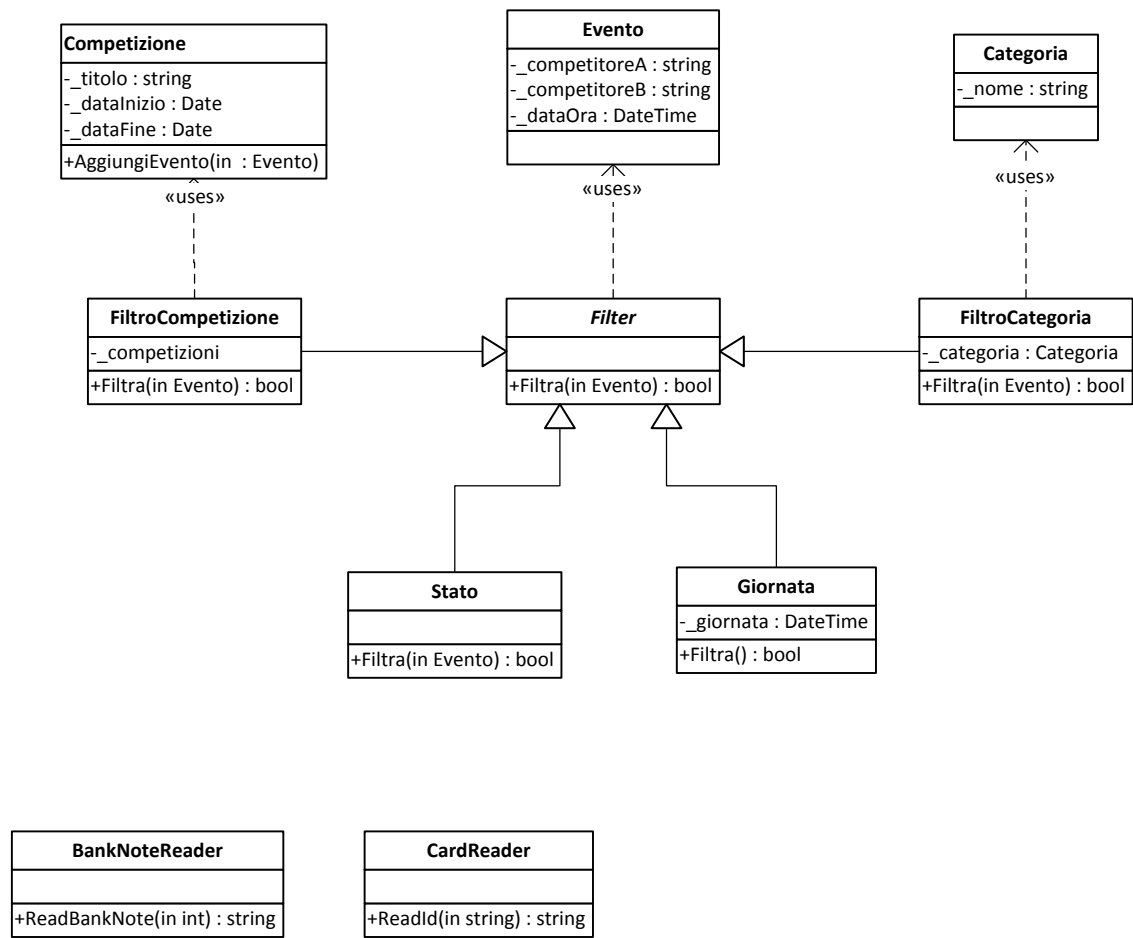 Competizione
-_titolo : string
-_dataInizio : Date
-_dataFine : Date
+AggiungiEvento(in  : Evento)
Evento
-_competitoreA : string
-_competitoreB : string
-_dataOra : DateTime
Categoria
-_nome : string
«uses»
«uses»
«uses»
FiltroCompetizione
-_competizioni
+Filtra(in Evento) : bool
Filter
+Filtra(in Evento) : bool
FiltroCategoria
-_categoria : Categoria
+Filtra(in Evento) : bool
Stato
+Filtra(in Evento) : bool
Giornata
-_giornata : DateTime
+Filtra() : bool
BankNoteReader
+ReadBankNote(in int) : string
CardReader
+ReadId(in string) : string